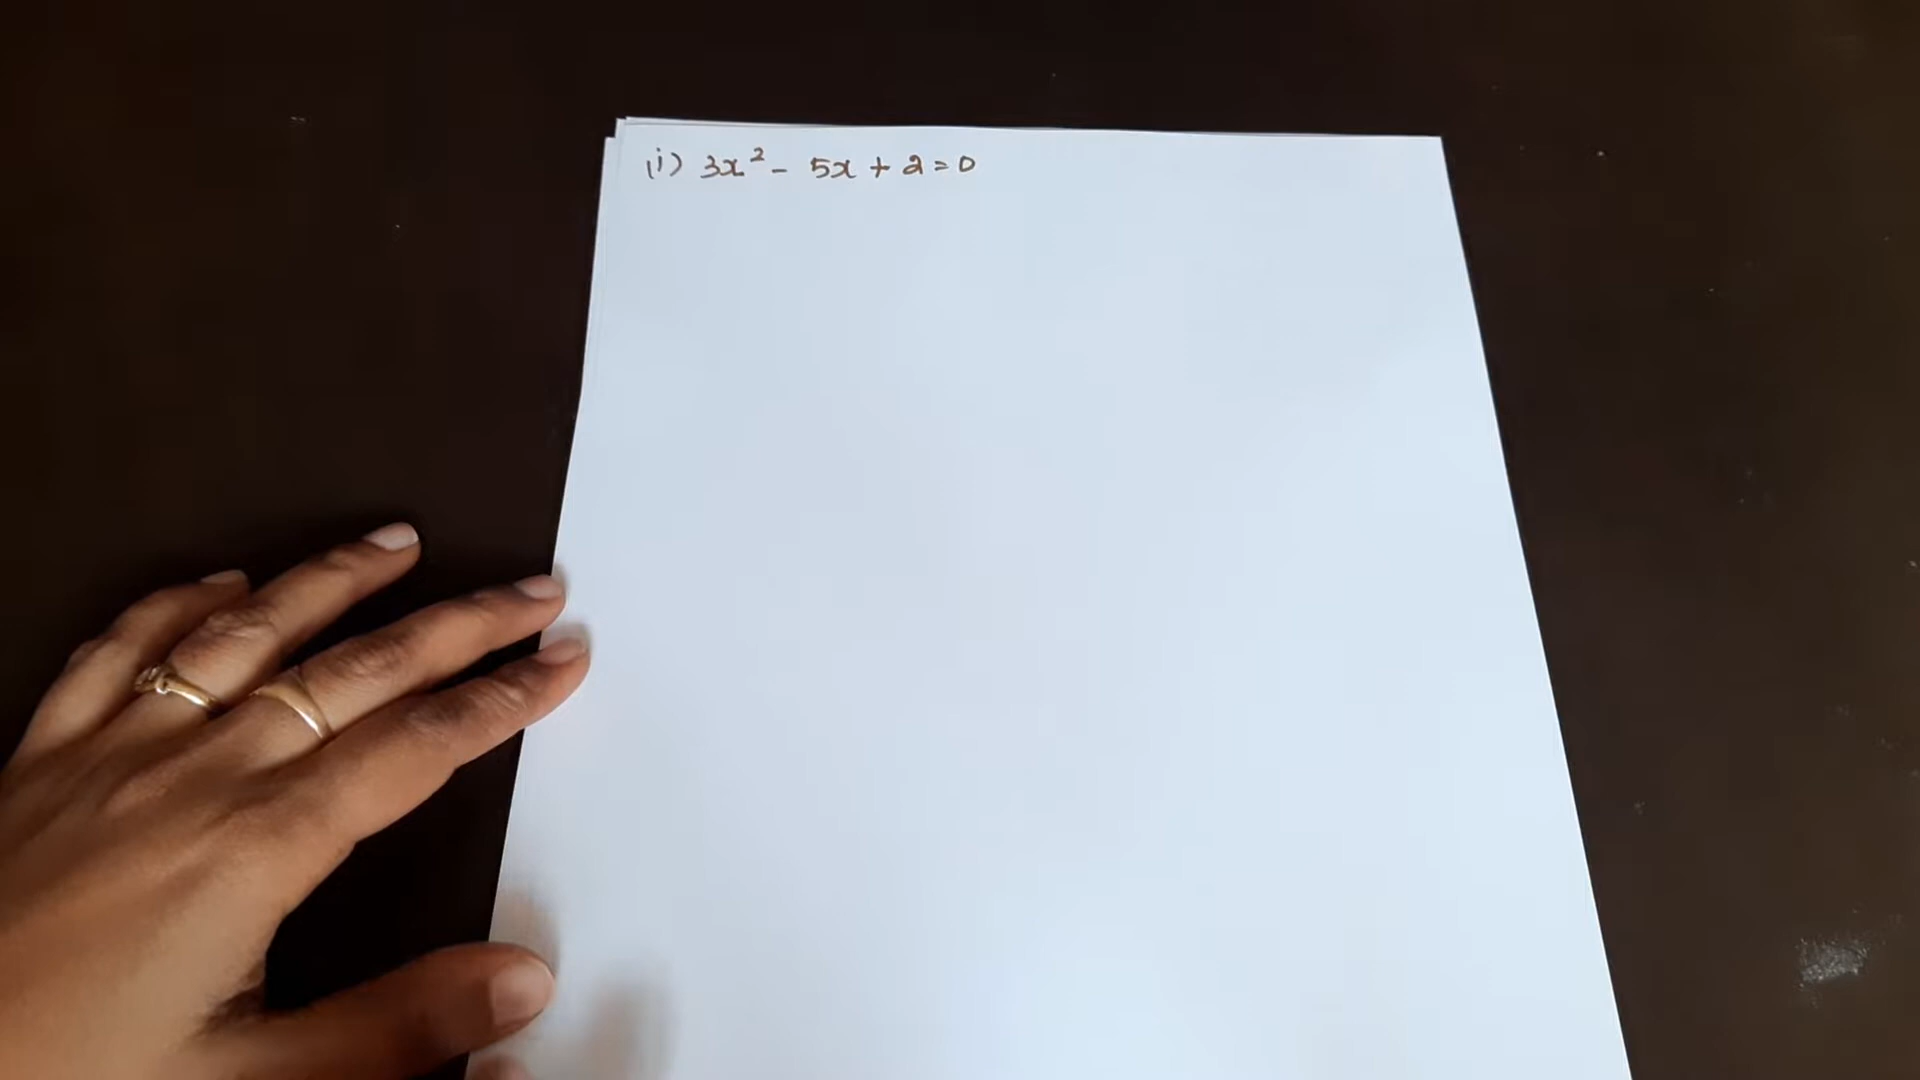 (i) 3x² - 5x + 2 = 0